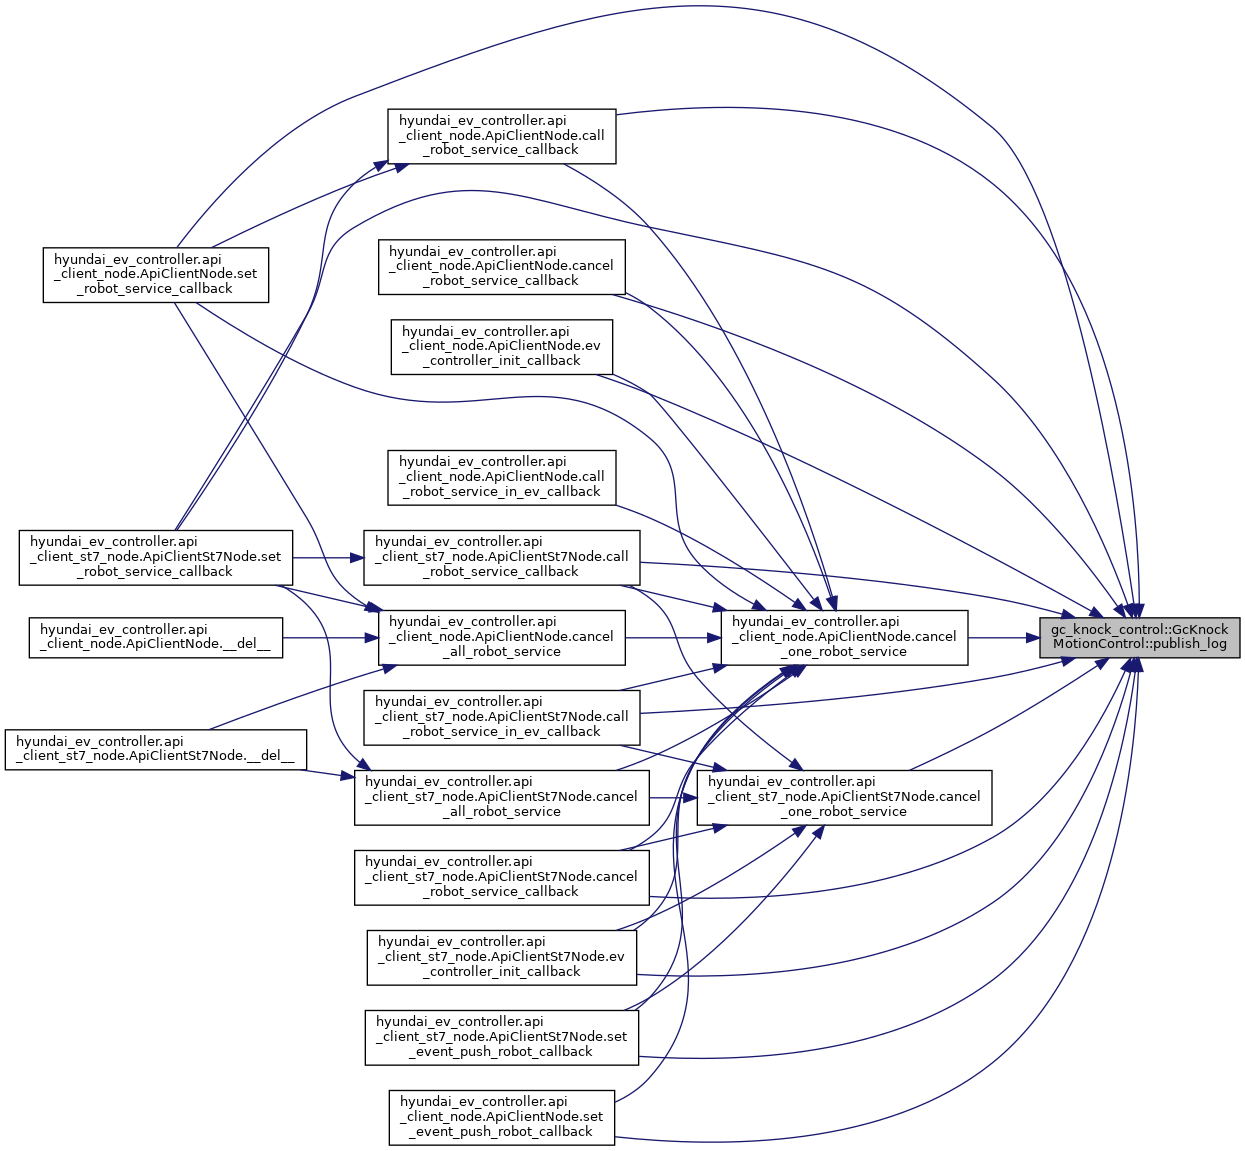 hyundai_ev_controller.api
_client_node.ApiClientNode.call
_robot_service_callback
hyundai_ev_controller.api
_client_node.ApiClientNode.set
_robot_service_callback
hyundai_ev_controller.api
_client_node.ApiClientNode.cancel
_robot_service_callback
hyundai_ev_controller.api
_client_node.ApiClientNode.ev
_controller_init_callback
hyundai_ev_controller.api
_client_node.ApiClientNode.call
_robot_service_in_ev_callback
hyundai_ev_controller.api
_client_st7_node.ApiClientSt7Node.set
_robot_service_callback
hyundai_ev_controller.api
_client_st7_node.ApiClientSt7Node.call
_robot_service_callback
hyundai_ev_controller.api
_client_node.ApiClientNode.__del__
hyundai_ev_controller.api
_client_node.ApiClientNode.cancel
_all_robot_service
hyundai_ev_controller.api
_client_node.ApiClientNode.cancel
_one_robot_service
gc_knock_control::GcKnock
MotionControl::publish_log
hyundai_ev_controller.api
_client_st7_node.ApiClientSt7Node.call
_robot_service_in_ev_callback
hyundai_ev_controller.api
_client_st7_node.ApiClientSt7Node.__del__
hyundai_ev_controller.api
_client_st7_node.ApiClientSt7Node.cancel
_all_robot_service
hyundai_ev_controller.api
_client_st7_node.ApiClientSt7Node.cancel
_one_robot_service
hyundai_ev_controller.api
_client_st7_node.ApiClientSt7Node.cancel
_robot_service_callback
hyundai_ev_controller.api
_client_st7_node.ApiClientSt7Node.ev
_controller_init_callback
hyundai_ev_controller.api
_client_st7_node.ApiClientSt7Node.set
_event_push_robot_callback
hyundai_ev_controller.api
_client_node.ApiClientNode.set
_event_push_robot_callback